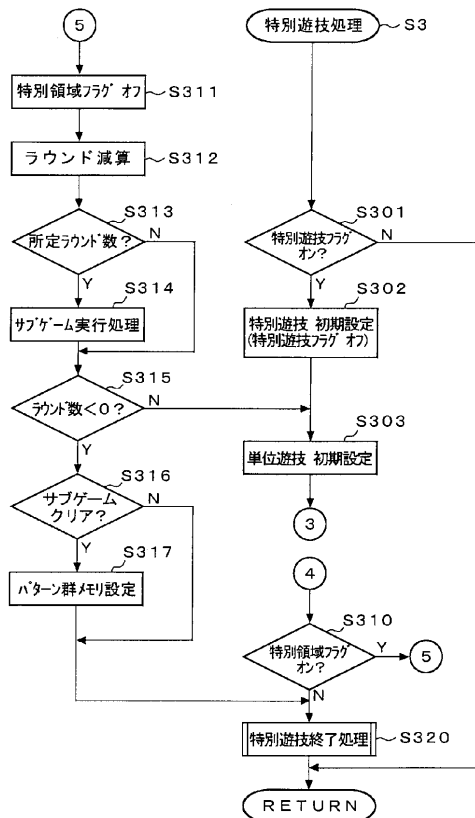 5
特別領域フラグ オフ
S311
ラウンド減算
S312
所定ラウンド数?
S313
N
Y
サブゲーム実行処理
S314
ラウンド数<0?
S315
N
Y
サブゲーム
クリア?
S316
N
Y
パターン群メモリ設定
S317
特別遊技処理
S3
特別遊技フラグ
オン?
S301
N
Y
特別遊技 初期設定
(特別遊技フラグ オフ)
S302
単位遊技 初期設定
S303
3
4
特別領域フラグ
オン?
S310
Y
5
N
特別遊技終了処理
S320
RETURN